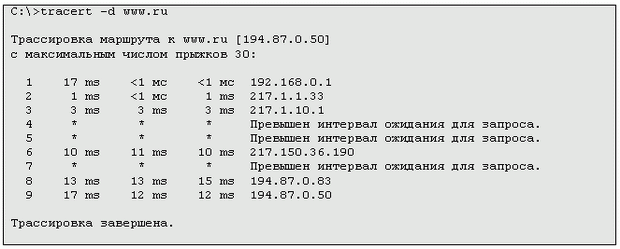 C:\>tracert -d www.ru
Трассировка маршрута к www.ru [194.87.0.50]
с максимальным числом прыжков 30:
1 17 ms <1 мс <1 мс 192.168.0.1
2 1 ms <1 мс 1 ms 217.1.1.33
3 3 ms 3 ms 3 ms 217.1.10.1
4 * * * Превышен интервал ожидания для запроса.
5 * * * Превышен интервал ожидания для запроса.
6 10 ms 11 ms 10 ms 217.150.36.190
7 * * * Превышен интервал ожидания для запроса.
8 13 ms 13 ms 15 ms 194.87.0.83
9 17 ms 12 ms 12 ms 194.87.0.50
Трассировка завершена.